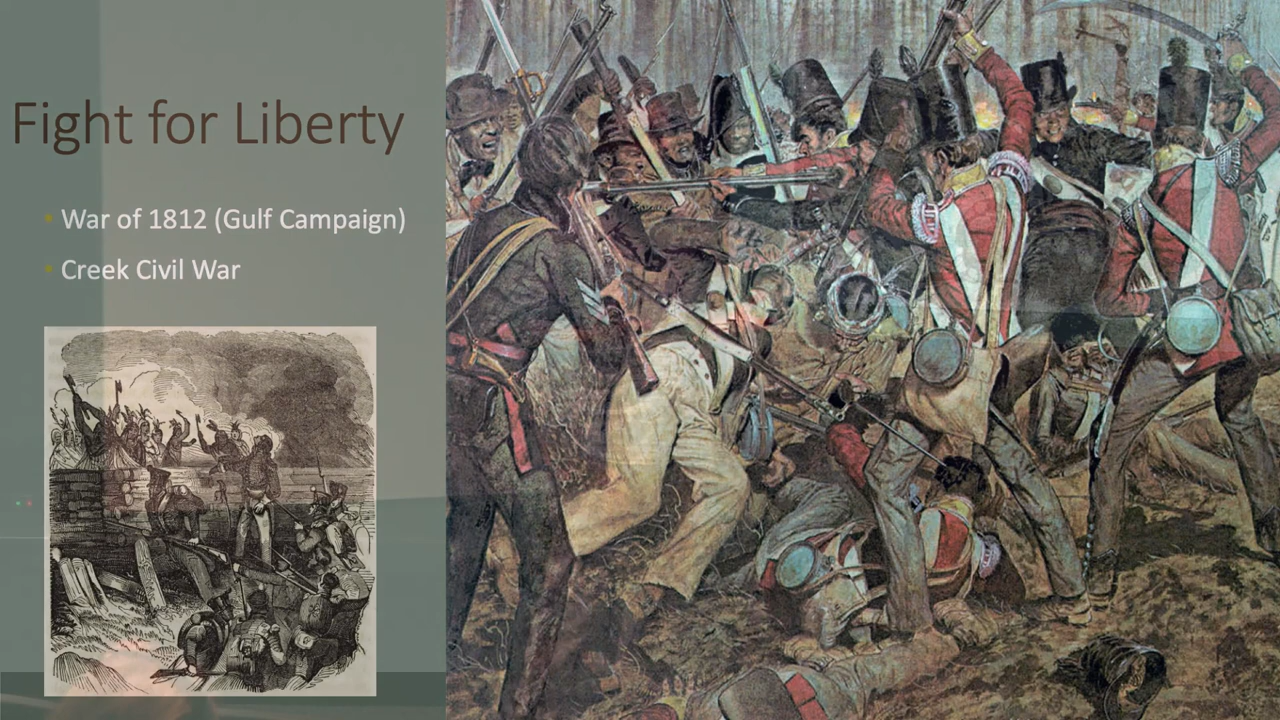 Fight for Liberty
• War of 1812 (Gulf Campaign)
• Creek Civil War